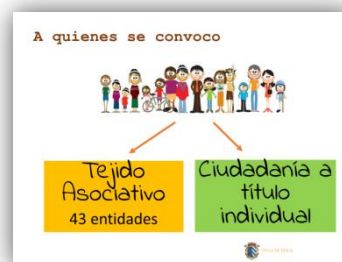 A quienes se convoco
Tejido
Asociativo
43 entidades
Ciudadanía a
título
individual